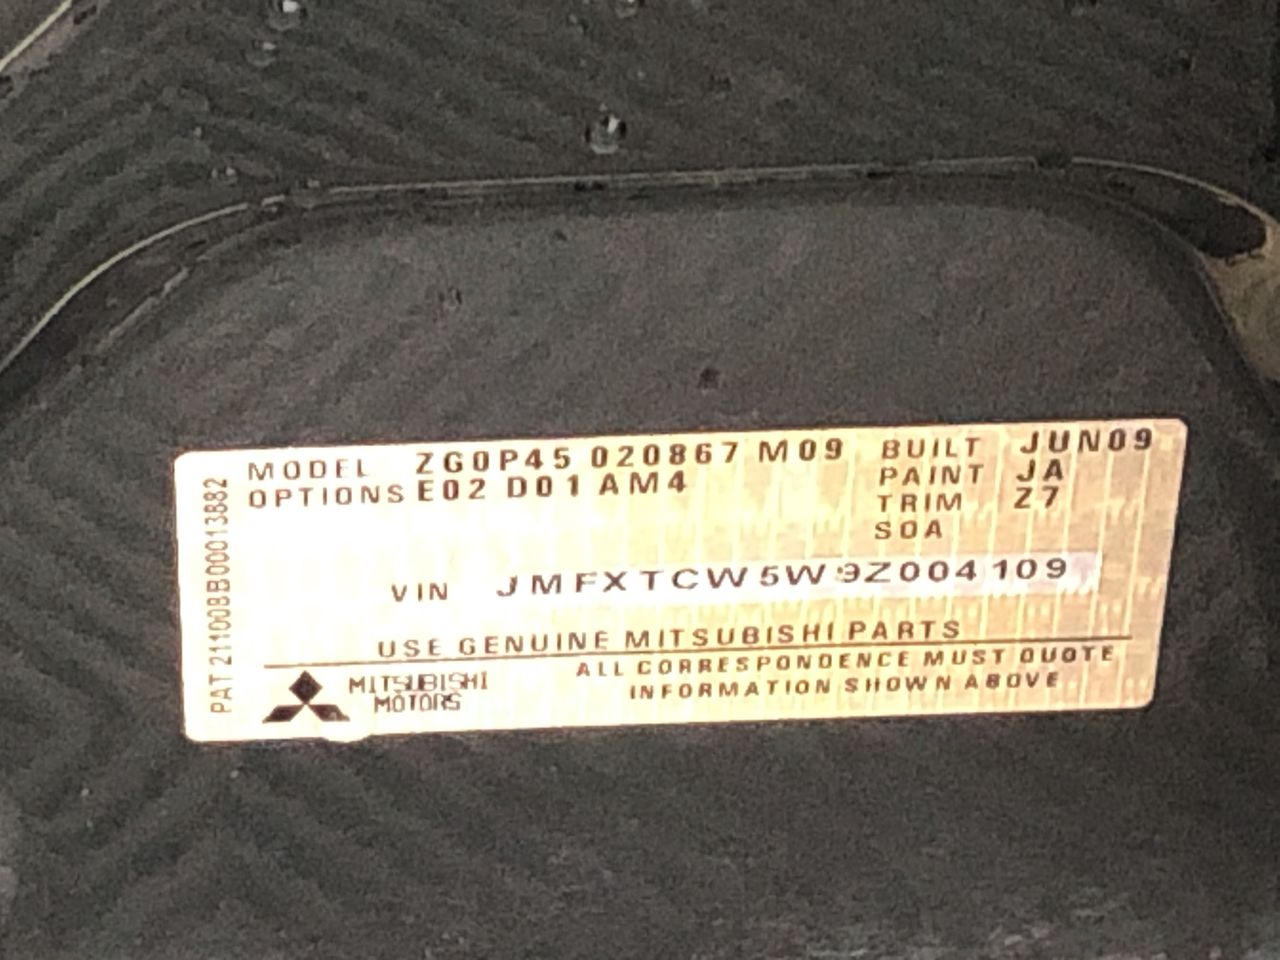 MODEL ZG0P45 020867 M09 BUILT JUN09
OPTIONS E02 D01 AM4 PAINT JA
TRIM Z7
SOA
VIN JMFXTCW5W9Z004109
USE GENUINE MITSUBISHI PARTS
MITSUBISHI MOTORS
ALL CORRESPONDENCE MUST QUOTE
INFORMATION SHOWN ABOVE
PAT 21100BB00013882